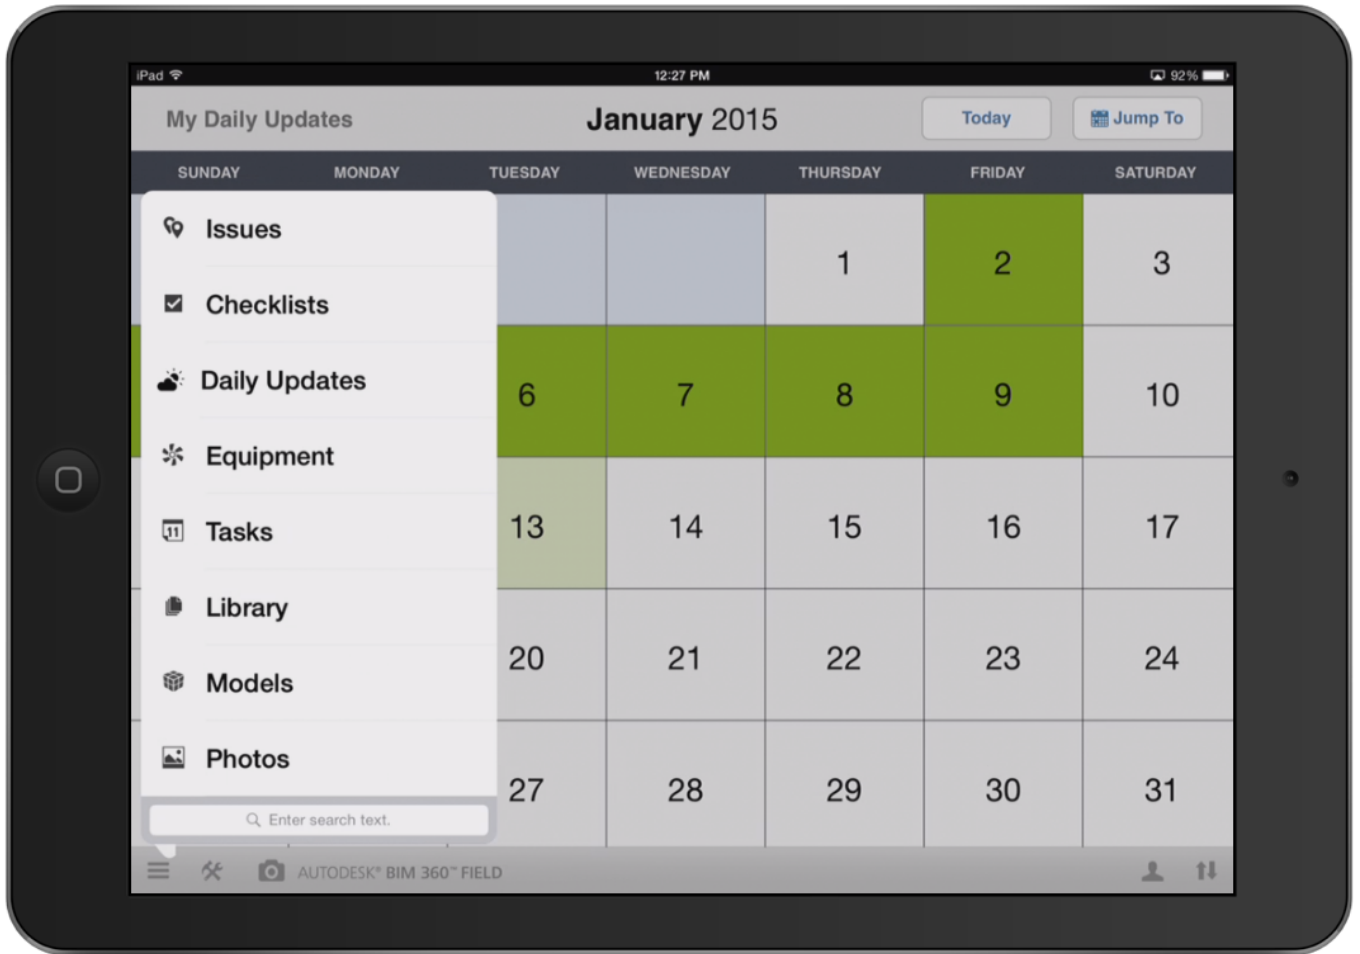 iPad 12:27 PM 92%
My Daily Updates January 2015 Today Jump To
SUNDAY MONDAY TUESDAY WEDNESDAY THURSDAY FRIDAY SATURDAY
Issues
1 2 3
Checklists
Daily Updates
6 7 8 9 10
Equipment
11 Tasks
13 14 15 16 17
Library
20 21 22 23 24
Models
Photos
27 28 29 30 31
Enter search text.
AUTODESK® BIM 360™ FIELD